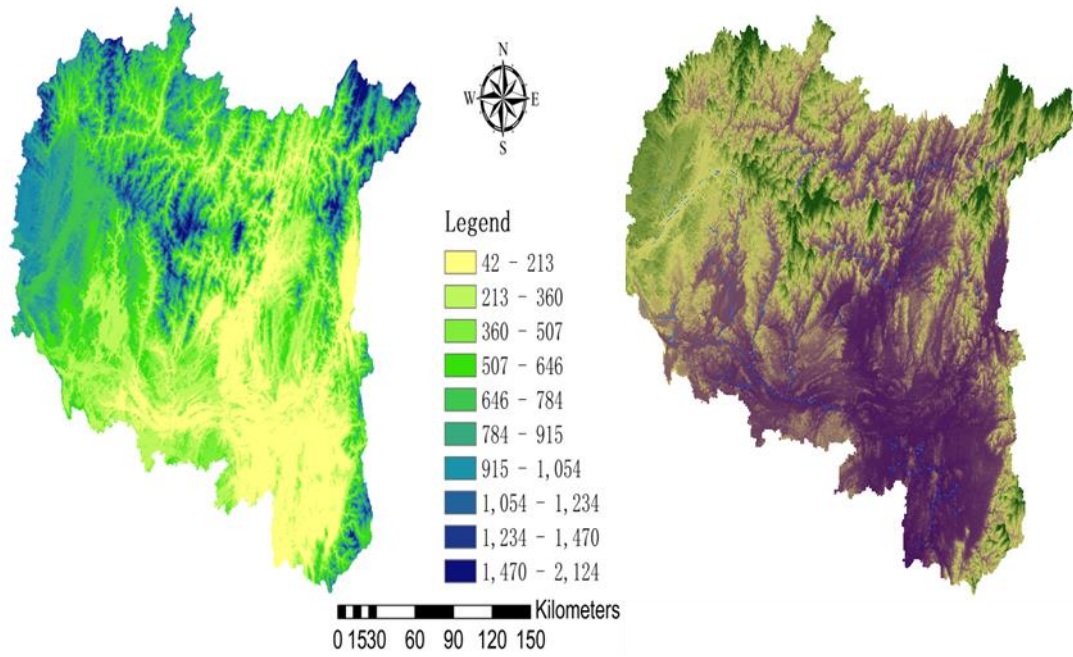 N
W E
S
Legend
42 - 213
213 - 360
360 - 507
507 - 646
646 - 784
784 - 915
915 - 1,054
1,054 - 1,234
1,234 - 1,470
1,470 - 2,124
Kilometers
0 1530 60 90 120 150